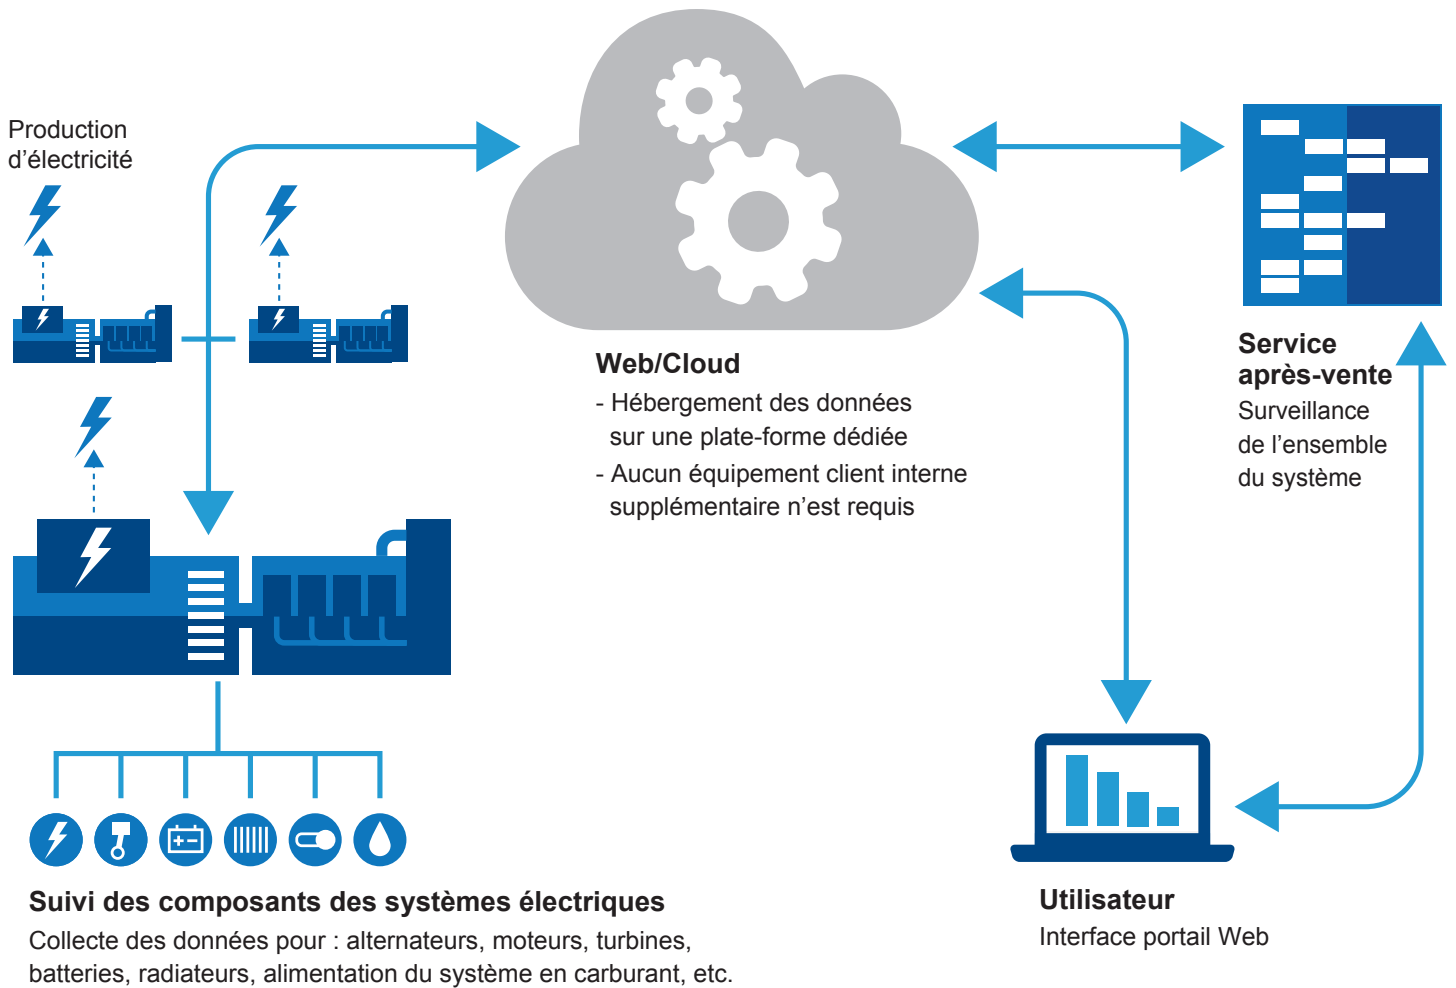 Production
d’électricité
Web/Cloud
- Hébergement des données
sur une plate-forme dédiée
- Aucun équipement client interne
supplémentaire n’est requis
Service
après-vente
Surveillance
de l’ensemble
du système
Suivi des composants des systèmes électriques
Collecte des données pour : alternateurs, moteurs, turbines,
batteries, radiateurs, alimentation du système en carburant, etc.
Utilisateur
Interface portail Web